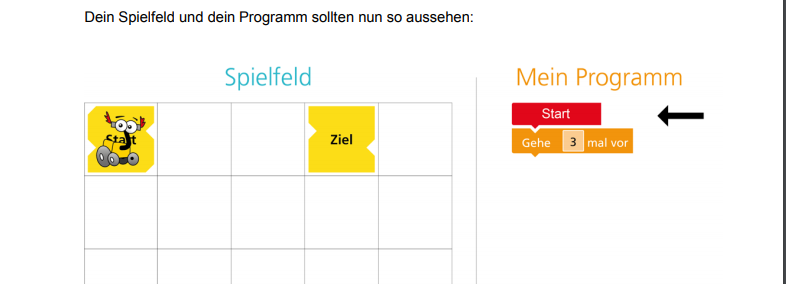 Dein Spielfeld und dein Programm sollten nun so aussehen:
Spielfeld
Mein Programm
Start
Ziel
Start
Gehe 3 mal vor